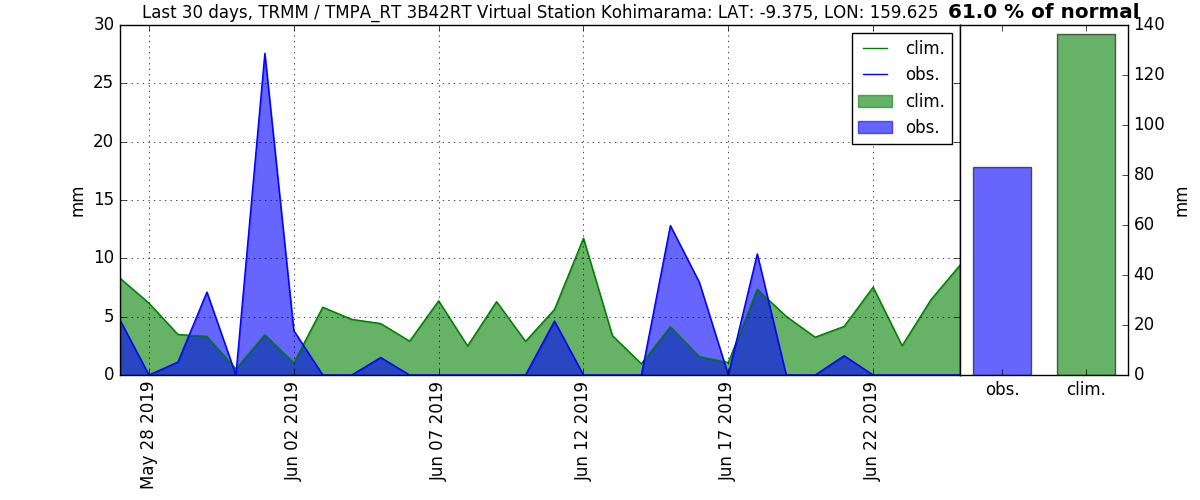 Last 30 days, TRMM / TMPA_RT 3B42RT Virtual Station Kohimarama: LAT: -9.375, LON: 159.625
61.0 % of normal
30
25
20
15
10
5
0
mm
clim.
obs.
clim.
obs.
May 28 2019
Jun 02 2019
Jun 07 2019
Jun 12 2019
Jun 17 2019
Jun 22 2019
140
120
100
80
60
40
20
0
mm
obs.
clim.